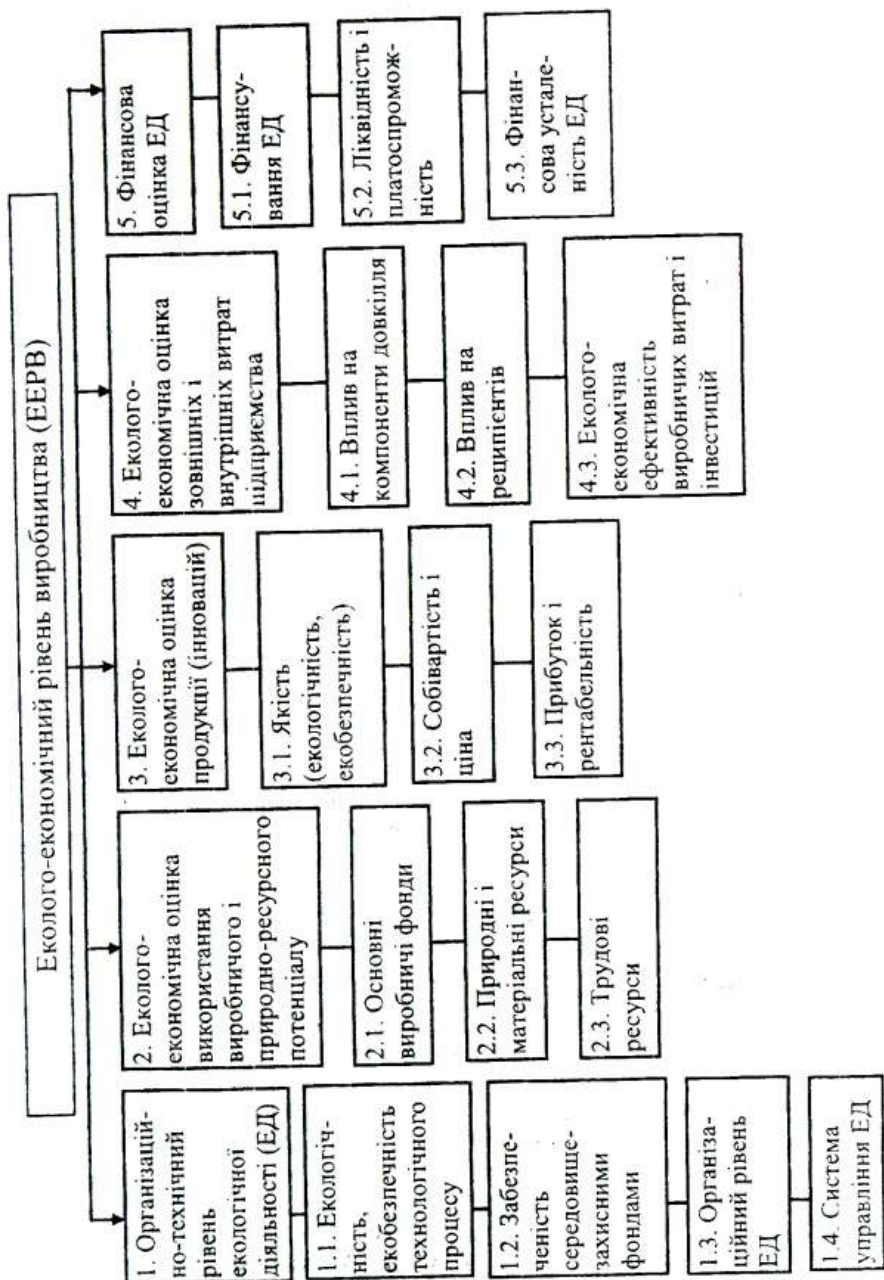 Еколого-економічний рівень виробництва (ЕЕРВ)
1. Організацій-
но-технічний
рівень
екологічної
діяльності (ЕД)
1.1. Екологіч-
ність,
екобезпечність
технологічного
процесу
1.2. Забезпе-
ченість
середовище-
захисними
фондами
1.3. Організа-
ційний рівень
ЕД
1.4. Система
управління ЕД
2. Еколого-
економічна оцінка
використання
виробничого і
природно-ресурсного
потенціалу
2.1. Основні
виробничі фонди
2.2. Природні і
матеріальні ресурси
2.3. Трудові
ресурси
3. Еколого-
економічна оцінка
продукції (інновацій)
3.1. Якість
(екологічність,
екобезпечність)
3.2. Собівартість і
ціна
3.3. Прибуток і
рентабельність
4. Еколого-
економічна оцінка
зовнішніх і
внутрішніх витрат
підприємства
4.1. Вплив на
компоненти довкілля
4.2. Вплив на
реципієнтів
4.3. Еколого-
економічна
ефективність
виробничих витрат і
інвестицій
5. Фінансова
оцінка ЕД
5.1. Фінансу-
вання ЕД
5.2. Ліквідність і
платоспромож-
ність
5.3. Фінан-
сова устале-
ність ЕД